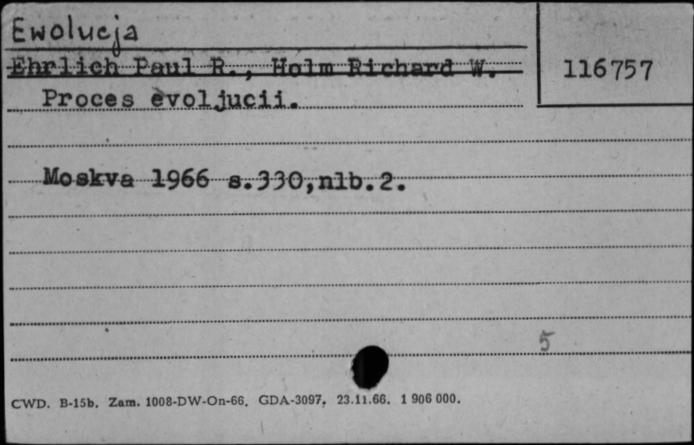 Ewolucja
Ehrlich Paul R., Holm Richard W.
116757
Proces èvoljucii.
Moskva 1966 s.330,nlb.2.
5
CWD. B-15b. Zam. 1008-DW-On-66. GDA-3097. 23.11.66. 1 906 000.